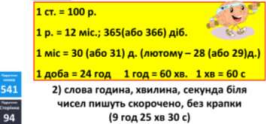 1 ст. = 100 р.
1 р. = 12 міс.; 365(або 366) діб.
1 міс = 30 (або 31) д. (лютому – 28 (або 29)д.)
1 доба = 24 год 1 год = 60 хв. 1 хв = 60 с
541
2) слова година, хвилина, секунда біля
чисел пишуть скорочено, без крапки
(9 год 25 хв 30 с)
Сторінка
94